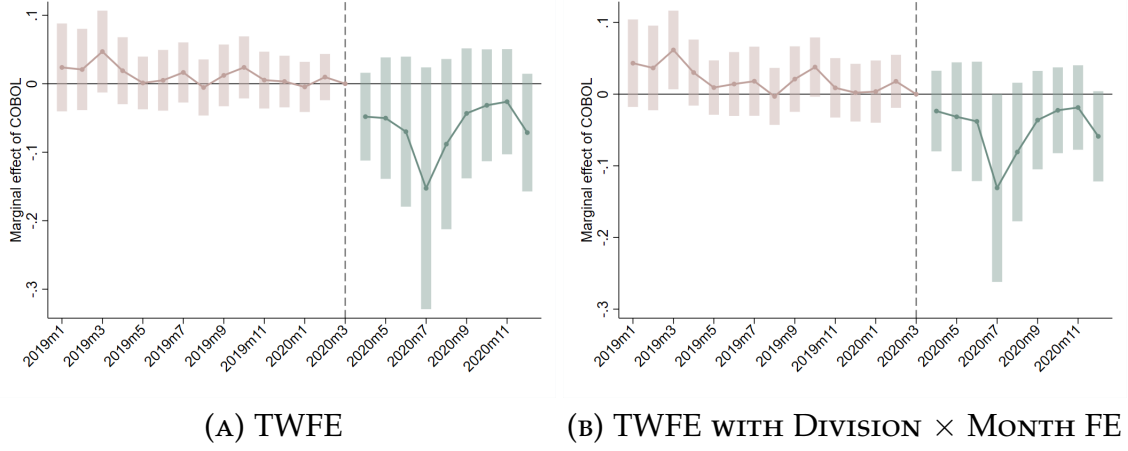 Marginal effect of COBOL
.1
0
-.1
-.2
-.3
2019m1
2019m3
2019m5
2019m7
2019m9
2019m11
2020m1
2020m3
2020m5
2020m7
2020m9
2020m11
(A) TWFE
Marginal effect of COBOL
.1
0
-.1
-.2
-.3
2019m1
2019m3
2019m5
2019m7
2019m9
2019m11
2020m1
2020m3
2020m5
2020m7
2020m9
2020m11
(B) TWFE WITH DIVISION × MONTH FE